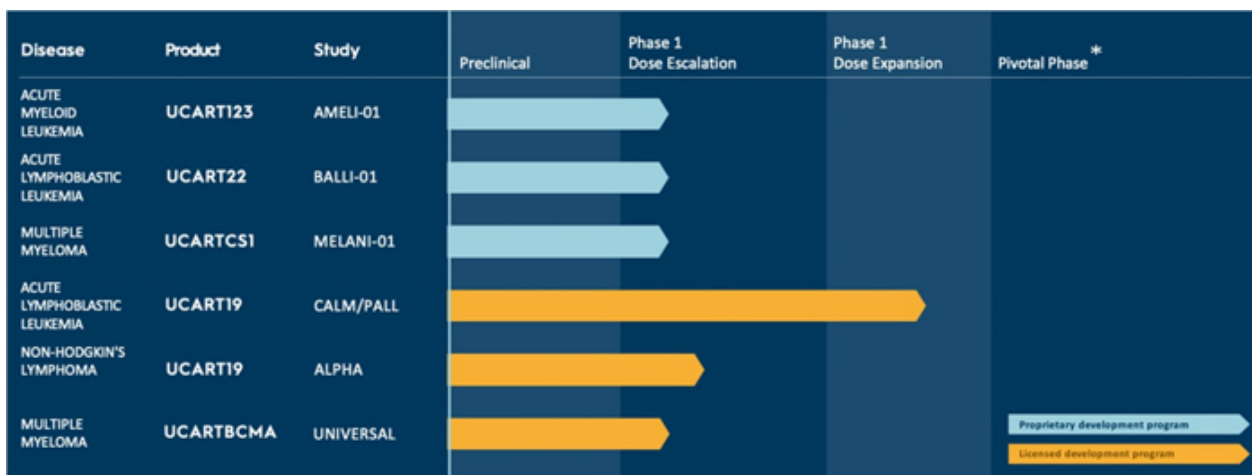 Disease Product Study Preclinical Phase 1 Dose Escalation Phase 1 Dose Expansion Pivotal Phase *
ACUTE
MYELOID
LEUKEMIA
UCART123
AMELI-01
ACUTE
LYMPHOBLASTIC
LEUKEMIA
UCART22
BALLI-01
MULTIPLE
MYELOMA
UCARTCS1
MELANI-01
ACUTE
LYMPHOBLASTIC
LEUKEMIA
UCART19
CALM/PALL
NON-HODGKIN'S
LYMPHOMA
UCART19
ALPHA
MULTIPLE
MYELOMA
UCARTBCMA
UNIVERSAL
Proprietary development program
Licensed development program